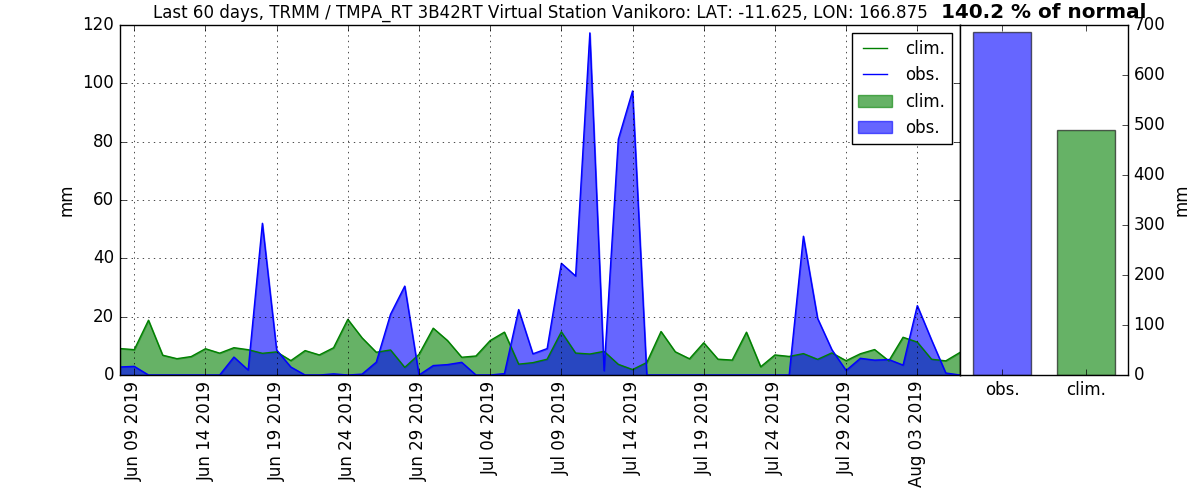 Last 60 days, TRMM / TMPA_RT 3B42RT Virtual Station Vanikoro: LAT: -11.625, LON: 166.875
140.2 % of normal
120
100
80
60
40
20
0
mm
clim.
obs.
clim.
obs.
Jun 09 2019
Jun 14 2019
Jun 19 2019
Jun 24 2019
Jun 29 2019
Jul 04 2019
Jul 09 2019
Jul 14 2019
Jul 19 2019
Jul 24 2019
Jul 29 2019
Aug 03 2019
700
600
500
400
300
200
100
0
mm
obs.
clim.